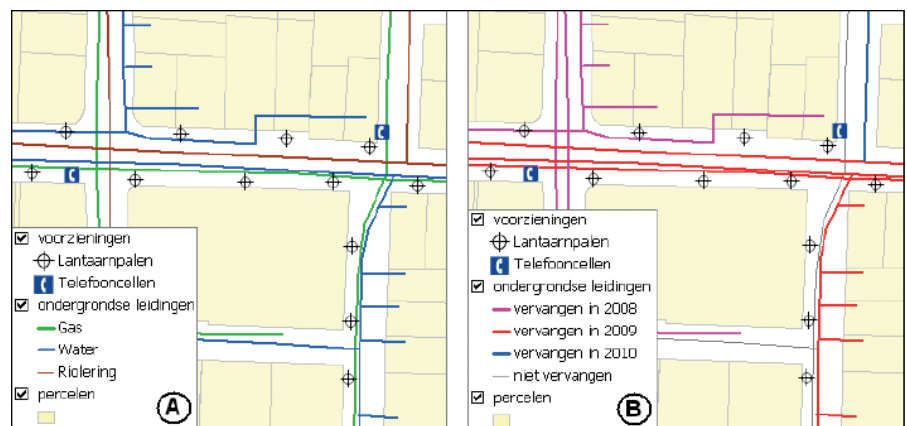 voorzieningen
Lantaarnpalen
Telefooncellen
ondergrondse leidingen
Gas
Water
Riolering
percelen
A
voorzieningen
Lantaarnpalen
Telefooncellen
ondergrondse leidingen
vervangen in 2008
vervangen in 2009
vervangen in 2010
niet vervangen
percelen
B